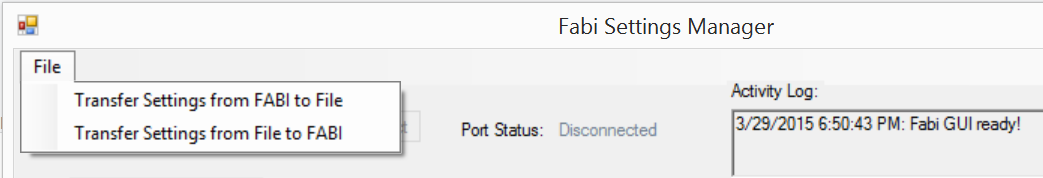 Fabi Settings Manager
File
Transfer Settings from FABI to File
Transfer Settings from File to FABI
Port Status: Disconnected
Activity Log:
3/29/2015 6:50:43 PM: Fabi GUI ready!